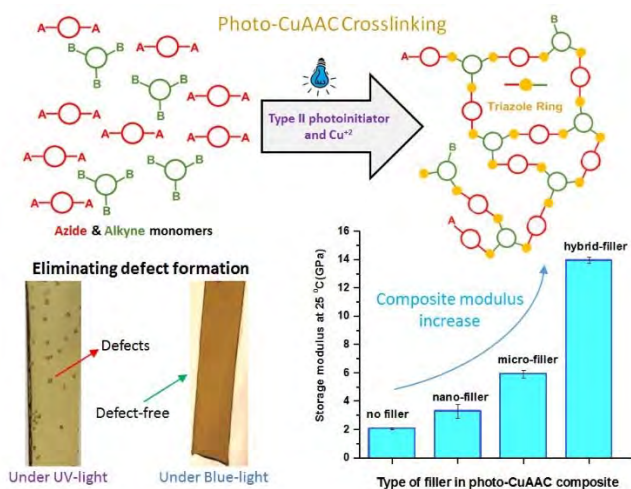 Photo-CuAAC Crosslinking
A A
B B
B
A A
A A
B B
B
A A
A A
A A
A A
A A
B B
B
B B
B
A A
Azide & Alkyne monomers
Type II photoinitiator
and Cu+2
A
B
Triazole Ring
B
A
Eliminating defect formation
Defects
Defect-free
Under UV-light
Under Blue-light
Storage modulus at 25 °C(GPa)
16
14
12
10
8
6
4
2
0
Composite modulus
increase
no filler
nano-filler
micro-filler
hybrid-filler
Type of filler in photo-CuAAC composite